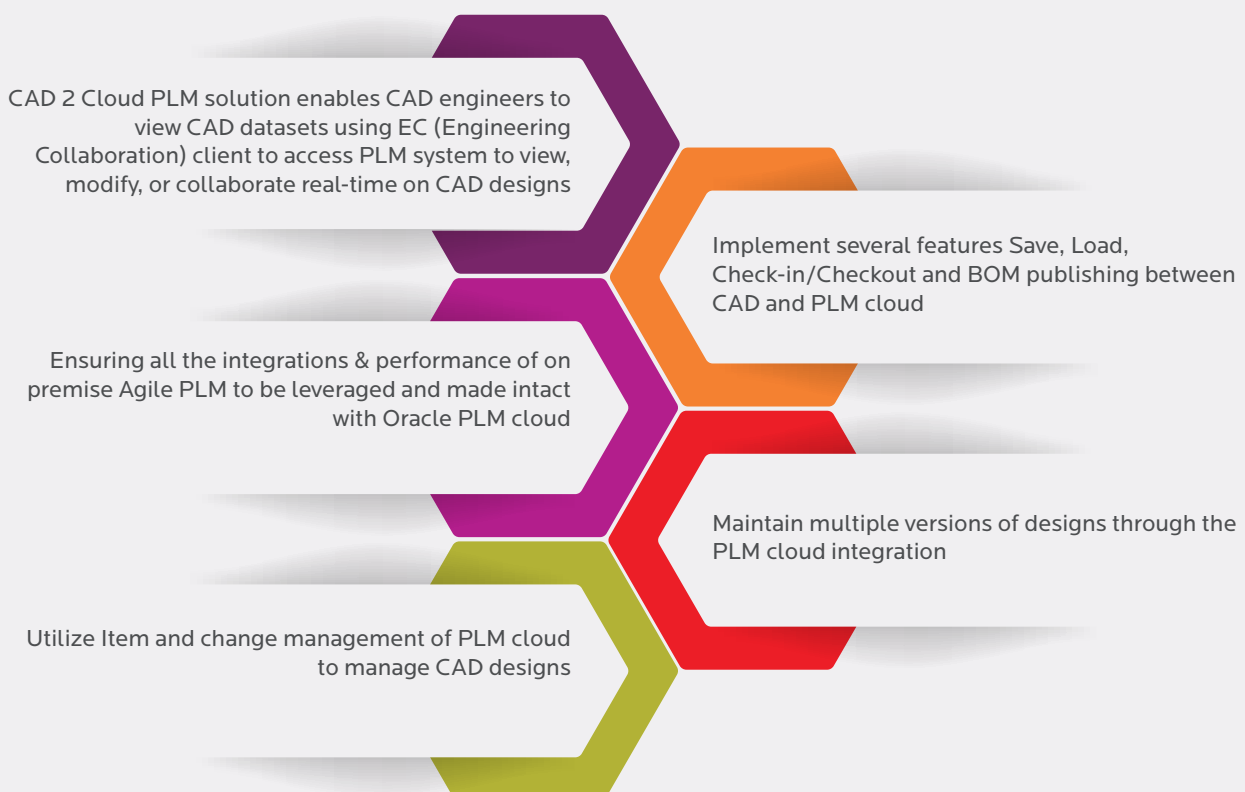 CAD 2 Cloud PLM solution enables CAD engineers to
view CAD datasets using EC (Engineering
Collaboration) client to access PLM system to view,
modify, or collaborate real-time on CAD designs
Implement several features Save, Load,
Check-in/Checkout and BOM publishing between
CAD and PLM cloud
Ensuring all the integrations & performance of on
premise Agile PLM to be leveraged and made intact
with Oracle PLM cloud
Maintain multiple versions of designs through the
PLM cloud integration
Utilize Item and change management of PLM cloud
to manage CAD designs